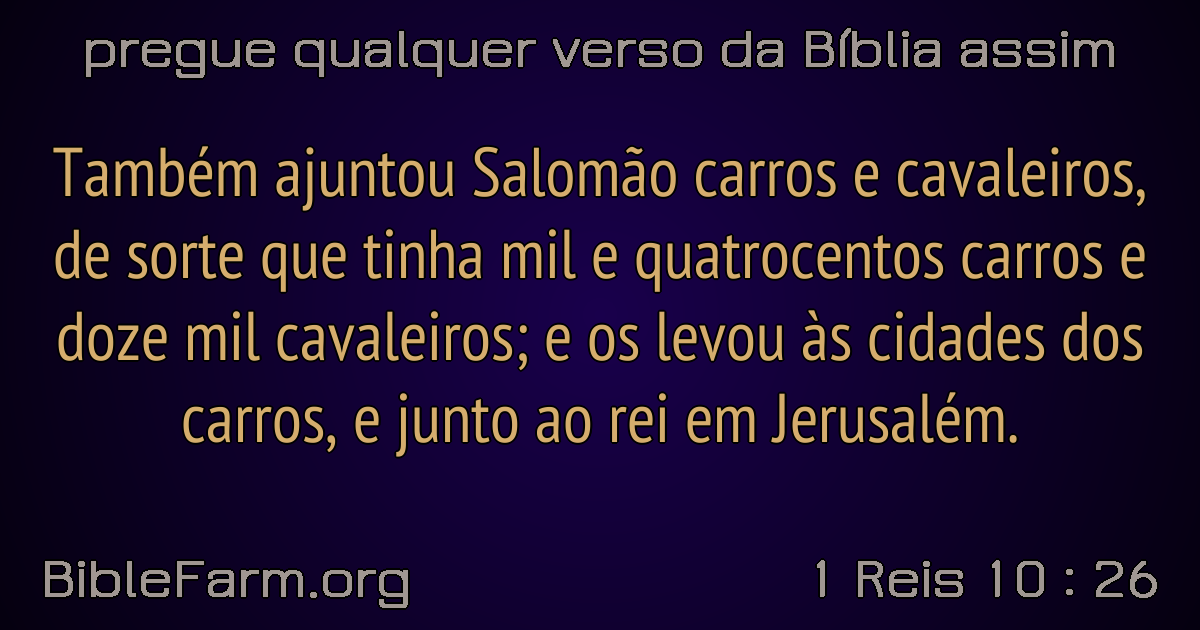 pregue qualquer verso da Bíblia assim
Também ajuntou Salomão carros e cavaleiros,
de sorte que tinha mil e quatrocentos carros e
doze mil cavaleiros; e os levou às cidades dos
carros, e junto ao rei em Jerusalém.
BibleFarm.org
1 Reis 10 : 26